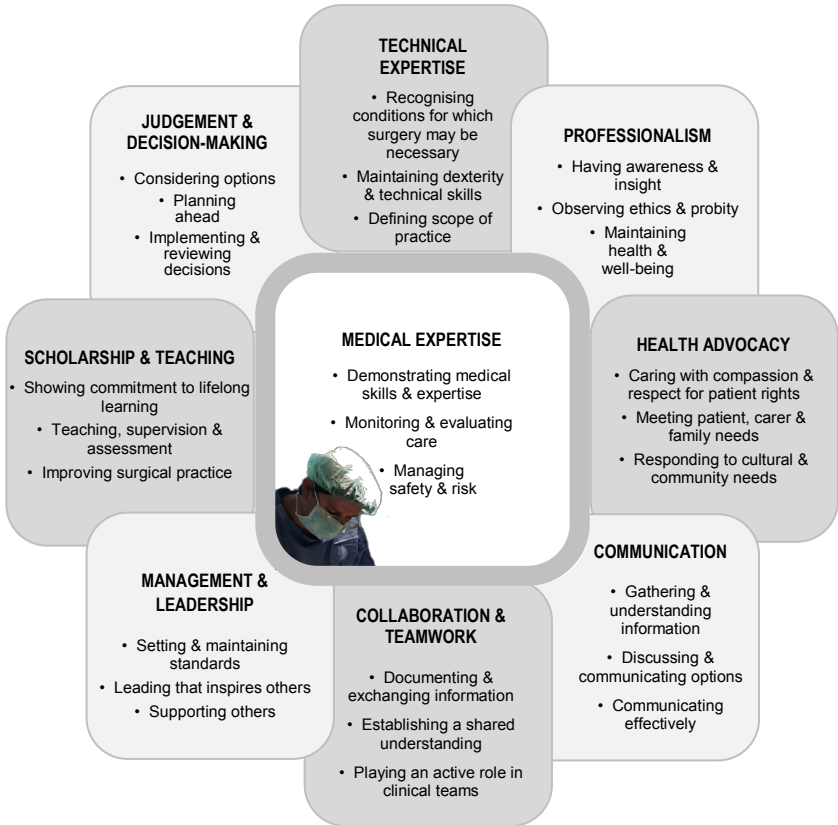 TECHNICAL
EXPERTISE
• Recognising
conditions for which
surgery may be
necessary
• Maintaining dexterity
& technical skills
• Defining scope of
practice
JUDGEMENT &
DECISION-MAKING
• Considering options
• Planning
ahead
• Implementing &
reviewing
decisions
PROFESSIONALISM
• Having awareness &
insight
• Observing ethics & probity
• Maintaining
health &
well-being
SCHOLARSHIP & TEACHING
• Showing commitment to lifelong
learning
• Teaching, supervision &
assessment
• Improving surgical practice
MEDICAL EXPERTISE
• Demonstrating medical
skills & expertise
• Monitoring & evaluating
care
• Managing
safety & risk
HEALTH ADVOCACY
• Caring with compassion &
respect for patient rights
• Meeting patient, carer &
family needs
• Responding to cultural &
community needs
MANAGEMENT &
LEADERSHIP
• Setting & maintaining
standards
• Leading that inspires others
• Supporting others
COLLABORATION &
TEAMWORK
• Documenting &
exchanging information
• Establishing a shared
understanding
• Playing an active role in
clinical teams
COMMUNICATION
• Gathering &
understanding
information
• Discussing &
communicating options
• Communicating
effectively